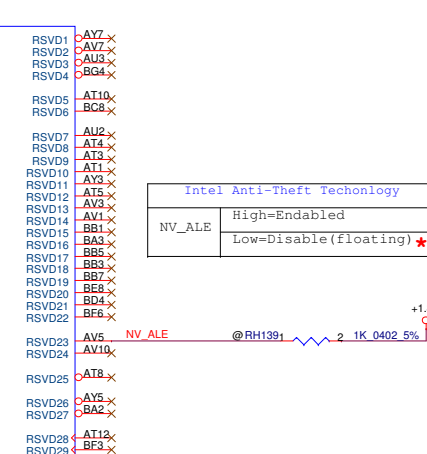 RSVD1 AY7
RSVD2 AV7
RSVD3 AU3
RSVD4 BG4
RSVD5 AT10
RSVD6 BC8
RSVD7 AU2
RSVD8 AT4
RSVD9 AT3
RSVD10 AT1
RSVD11 AY3
RSVD12 AT5
RSVD13 AV3
RSVD14 AV1
RSVD15 BB1
RSVD16 BA3
RSVD17 BB5
RSVD18 BB3
RSVD19 BB7
RSVD20 BE8
RSVD21 BD4
RSVD22 BF6
Intel Anti-Theft Techonlogy
NV_ALE
High=Endabled
Low=Disable(floating) *
+1.
RSVD23 AV5 NV_ALE @ RH139 1 2 1K_0402_5%
RSVD24 AV10
RSVD25 AT8
RSVD26 AY5
RSVD27 BA2
RSVD28 AT12
RSVD29 BF3